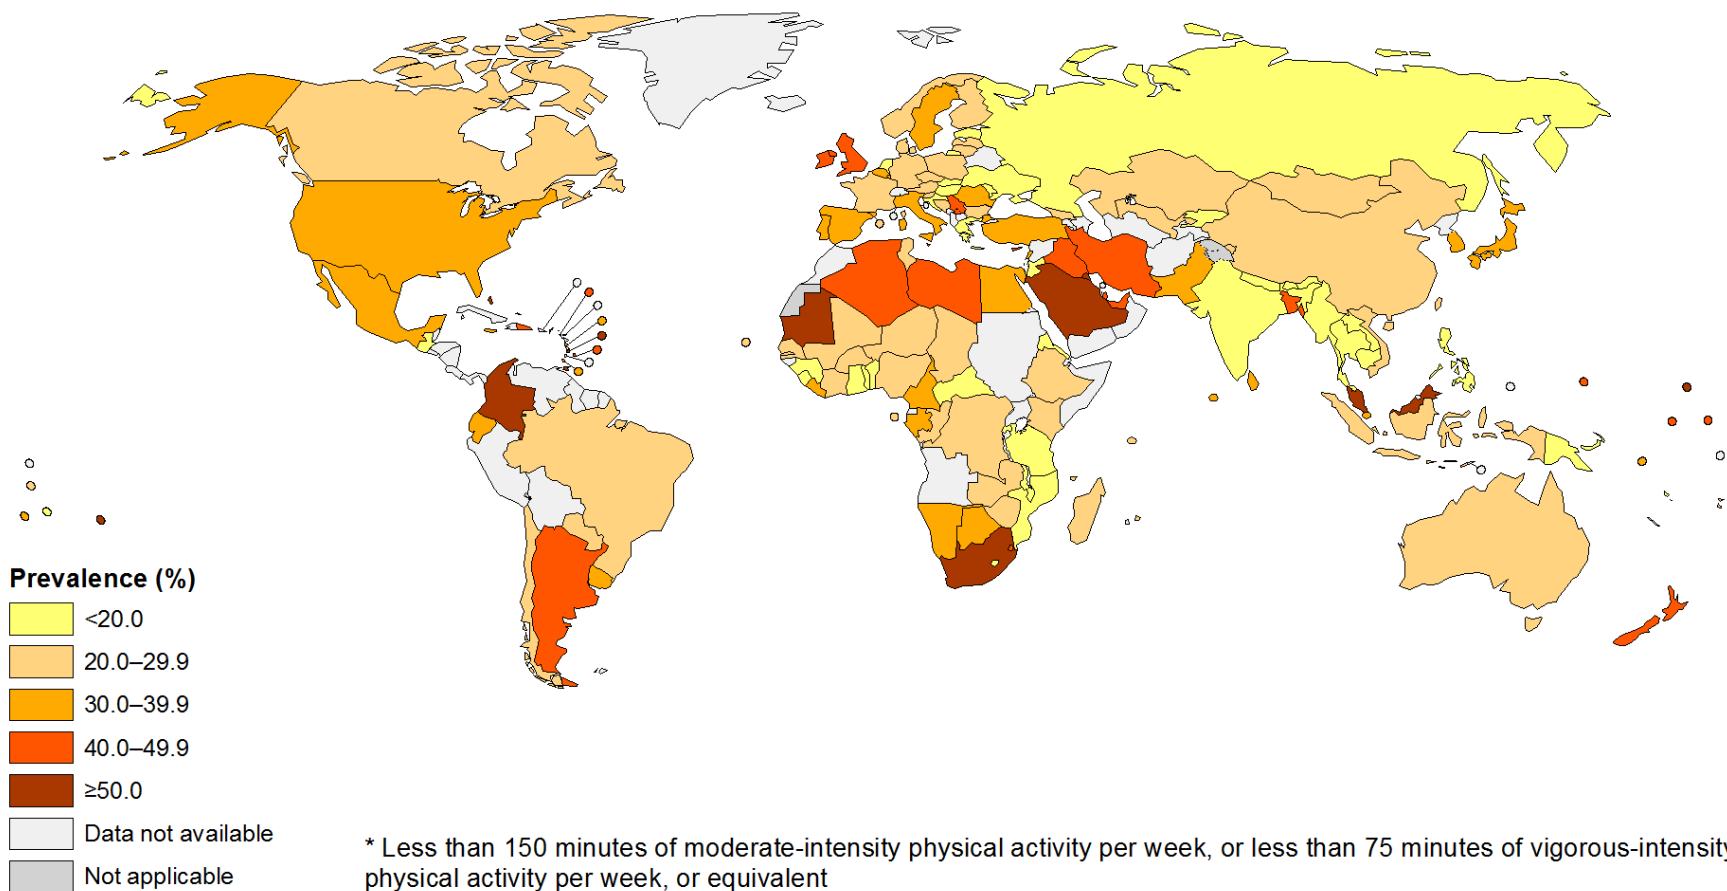 Prevalence (%)
<20.0
20.0–29.9
30.0–39.9
40.0–49.9
≥50.0
Data not available
Not applicable
* Less than 150 minutes of moderate-intensity physical activity per week, or less than 75 minutes of vigorous-intensity
physical activity per week, or equivalent